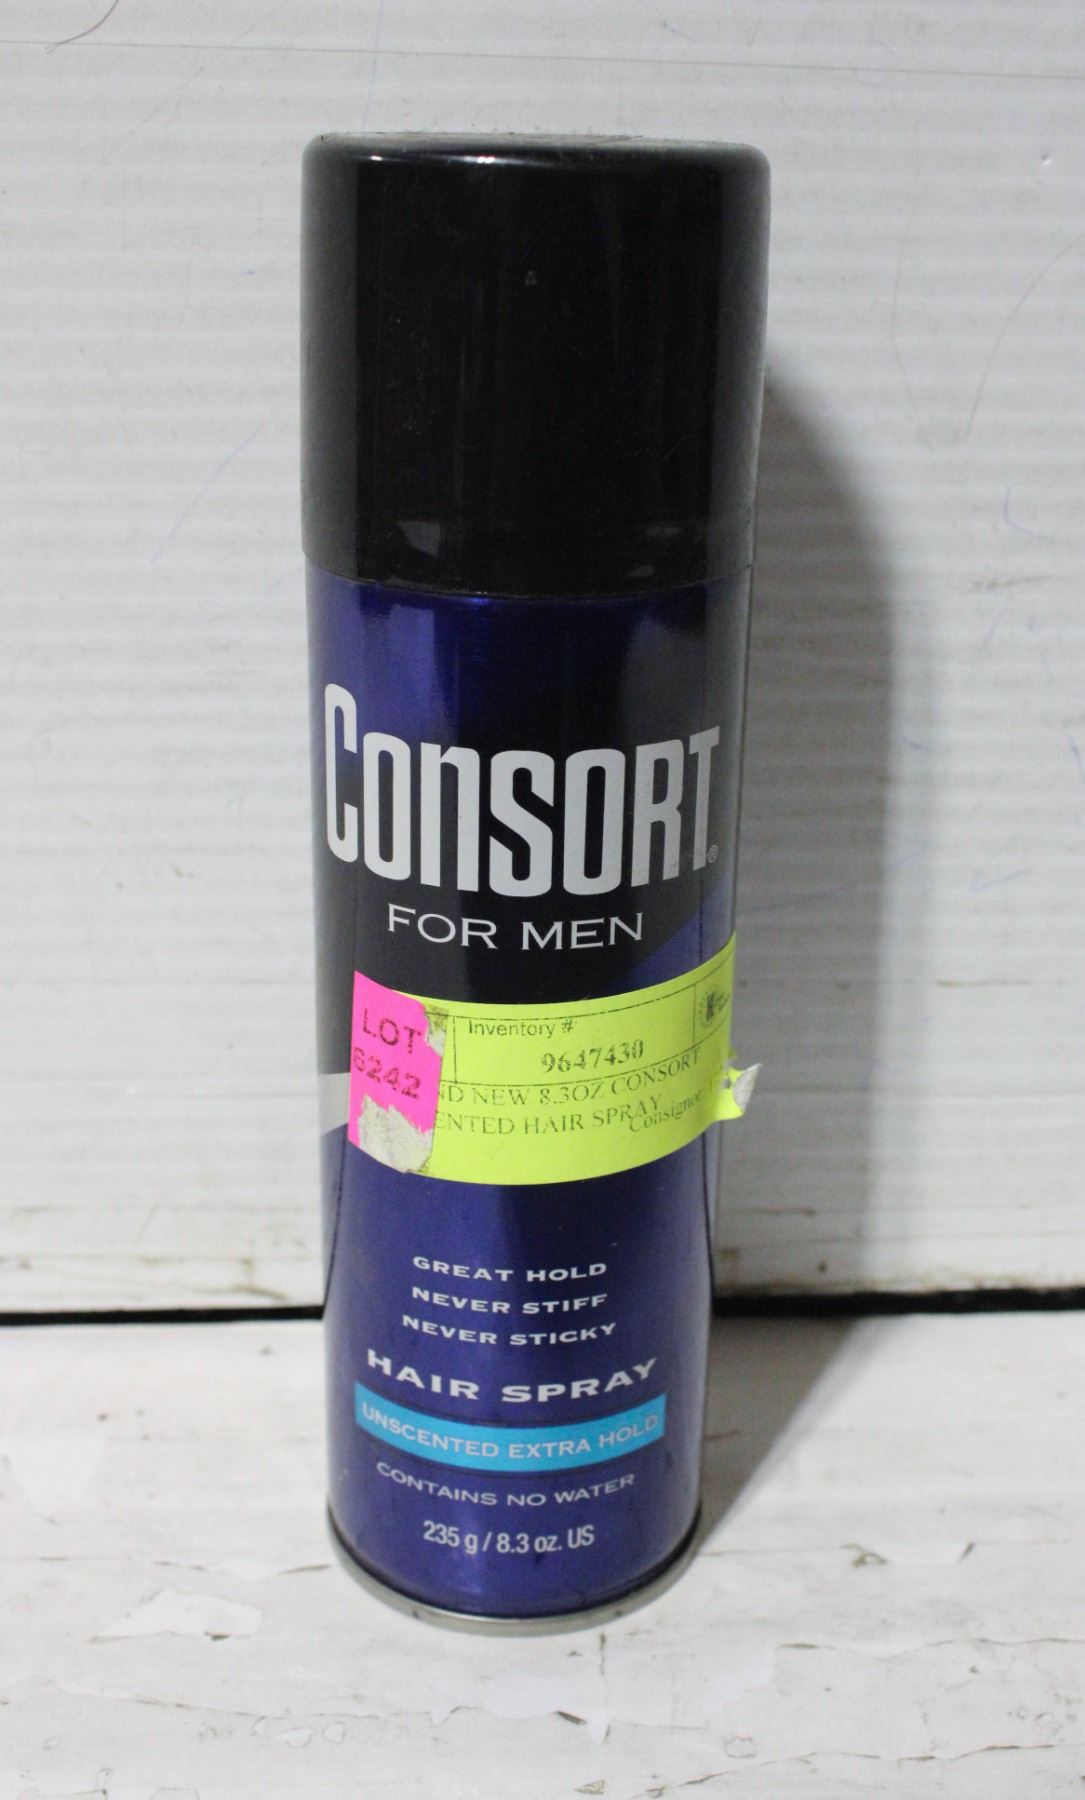 CONSORT®
FOR MEN
LOT
6242
Inventory #
9647430
ND NEW 8.3OZ CONSORT
ENTED HAIR SPRAY
Consignor
GREAT HOLD
NEVER STIFF
NEVER STICKY
HAIR SPRAY
UNSCENTED EXTRA HOLD
CONTAINS NO WATER
235 g / 8.3 oz. US